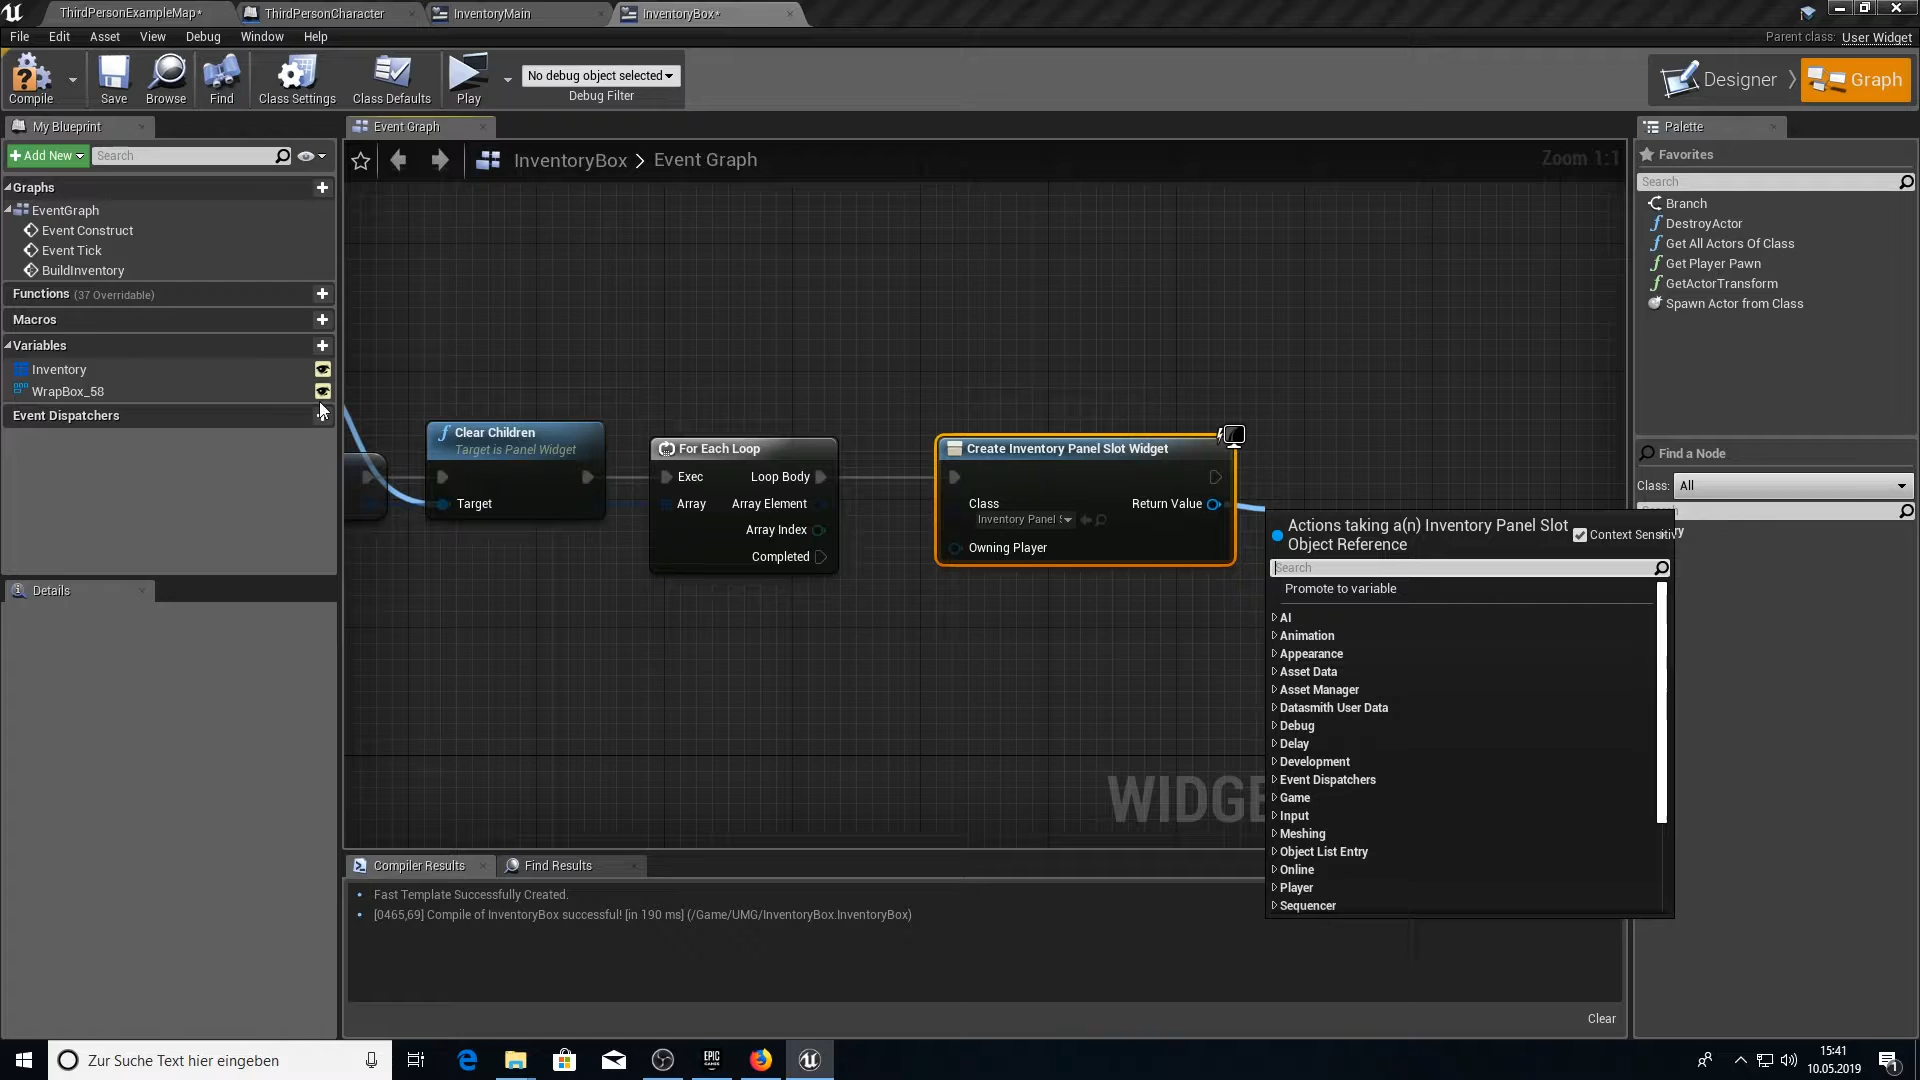 ThirdPersonExampleMap*
ThirdPersonCharacter
InventoryMain
InventoryBox*
File
Edit
Asset
View
Debug
Window
Help
Parent class: User Widget
Compile
Save
Browse
Find
Class Settings
Class Defaults
Play
No debug object selected
Debug Filter
Designer
Graph
My Blueprint
Add New
Search
Graphs
EventGraph
Event Construct
Event Tick
BuildInventory
Functions (37 Overridable)
Macros
Variables
Inventory
WrapBox_58
Event Dispatchers
Details
Event Graph
InventoryBox > Event Graph
Zoom 1:1
Clear Children
Target is Panel Widget
Target
For Each Loop
Exec
Loop Body
Array
Array Element
Array Index
Completed
Create Inventory Panel Slot Widget
Class
Return Value
Inventory Panel S
Owning Player
WIDGE
Actions taking a(n) Inventory Panel Slot
Object Reference
Context Sensitiv
Search
Promote to variable
AI
Animation
Appearance
Asset Data
Asset Manager
Datasmith User Data
Debug
Delay
Development
Event Dispatchers
Game
Input
Meshing
Object List Entry
Online
Player
Sequencer
Palette
Favorites
Search
Branch
DestroyActor
Get All Actors Of Class
Get Player Pawn
GetActorTransform
Spawn Actor from Class
Find a Node
Class: All
Compiler Results
Find Results
Fast Template Successfully Created.
[0465,69] Compile of InventoryBox successful! [in 190 ms] (/Game/UMG/InventoryBox.InventoryBox)
Clear
Zur Suche Text hier eingeben
EPIC
GAMES
15:41
10.05.2019
1